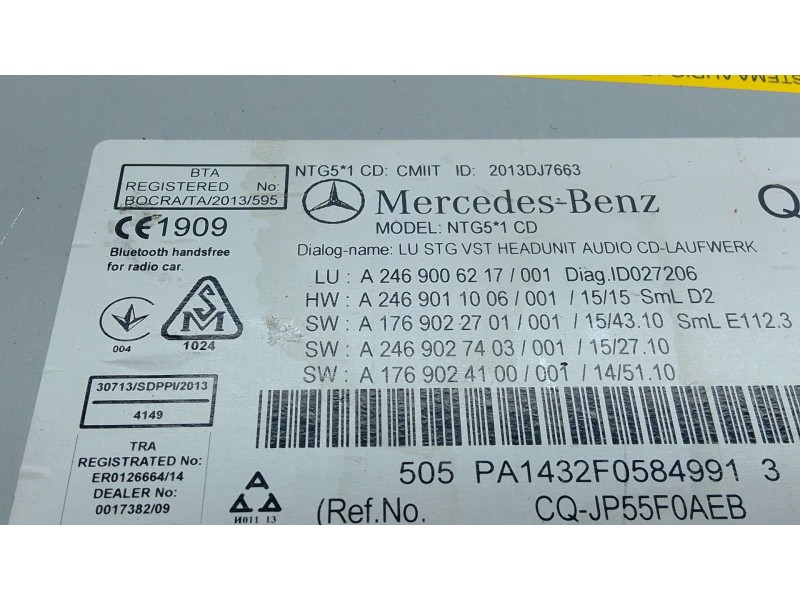 STEMA AUDIO
BTA
REGISTERED No:
BOCRA/TA/2013/595
NTG5*1 CD: CMIIT ID: 2013DJ7663
Mercedes-Benz
MODEL: NTG5*1 CD
CE1909
Bluetooth handsfree
for radio car.
Dialog-name: LU STG VST HEADUNIT AUDIO CD-LAUFWERK
LU : A 246 900 62 17 / 001 Diag.ID027206
HW : A 246 901 10 06 / 001 / 15/15 SmL D2
SW : A 176 902 27 01 / 001 / 15/43.10 SmL E112.3
SW : A 246 902 74 03 / 001 / 15/27.10
SW : A 176 902 41 00 / 001 / 14/51.10
004
SM
1024
30713/SDPPI/2013
4149
TRA
REGISTRATED No:
ER0126664/14
DEALER No:
0017382/09
И011 13
505 PA1432F0584991 3
(Ref.No. CQ-JP55F0AEB